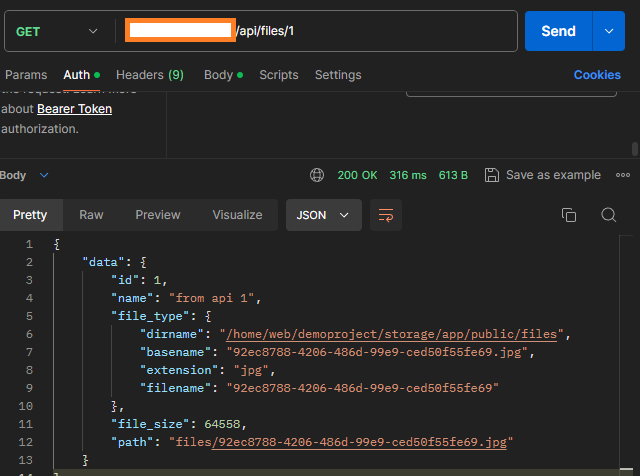 GET /api/files/1 Send
Params Auth Headers (9) Body Scripts Settings Cookies
about Bearer Token
authorization.
Body 200 OK 316 ms 613 B Save as example
Pretty Raw Preview Visualize JSON
1 {
2 "data": {
3 "id": 1,
4 "name": "from api 1",
5 "file_type": {
6 "dirname": "/home/web/demoproject/storage/app/public/files",
7 "basename": "92ec8788-4206-486d-99e9-ced50f55fe69.jpg",
8 "extension": "jpg",
9 "filename": "92ec8788-4206-486d-99e9-ced50f55fe69"
10 },
11 "file_size": 64558,
12 "path": "files/92ec8788-4206-486d-99e9-ced50f55fe69.jpg"
13 }